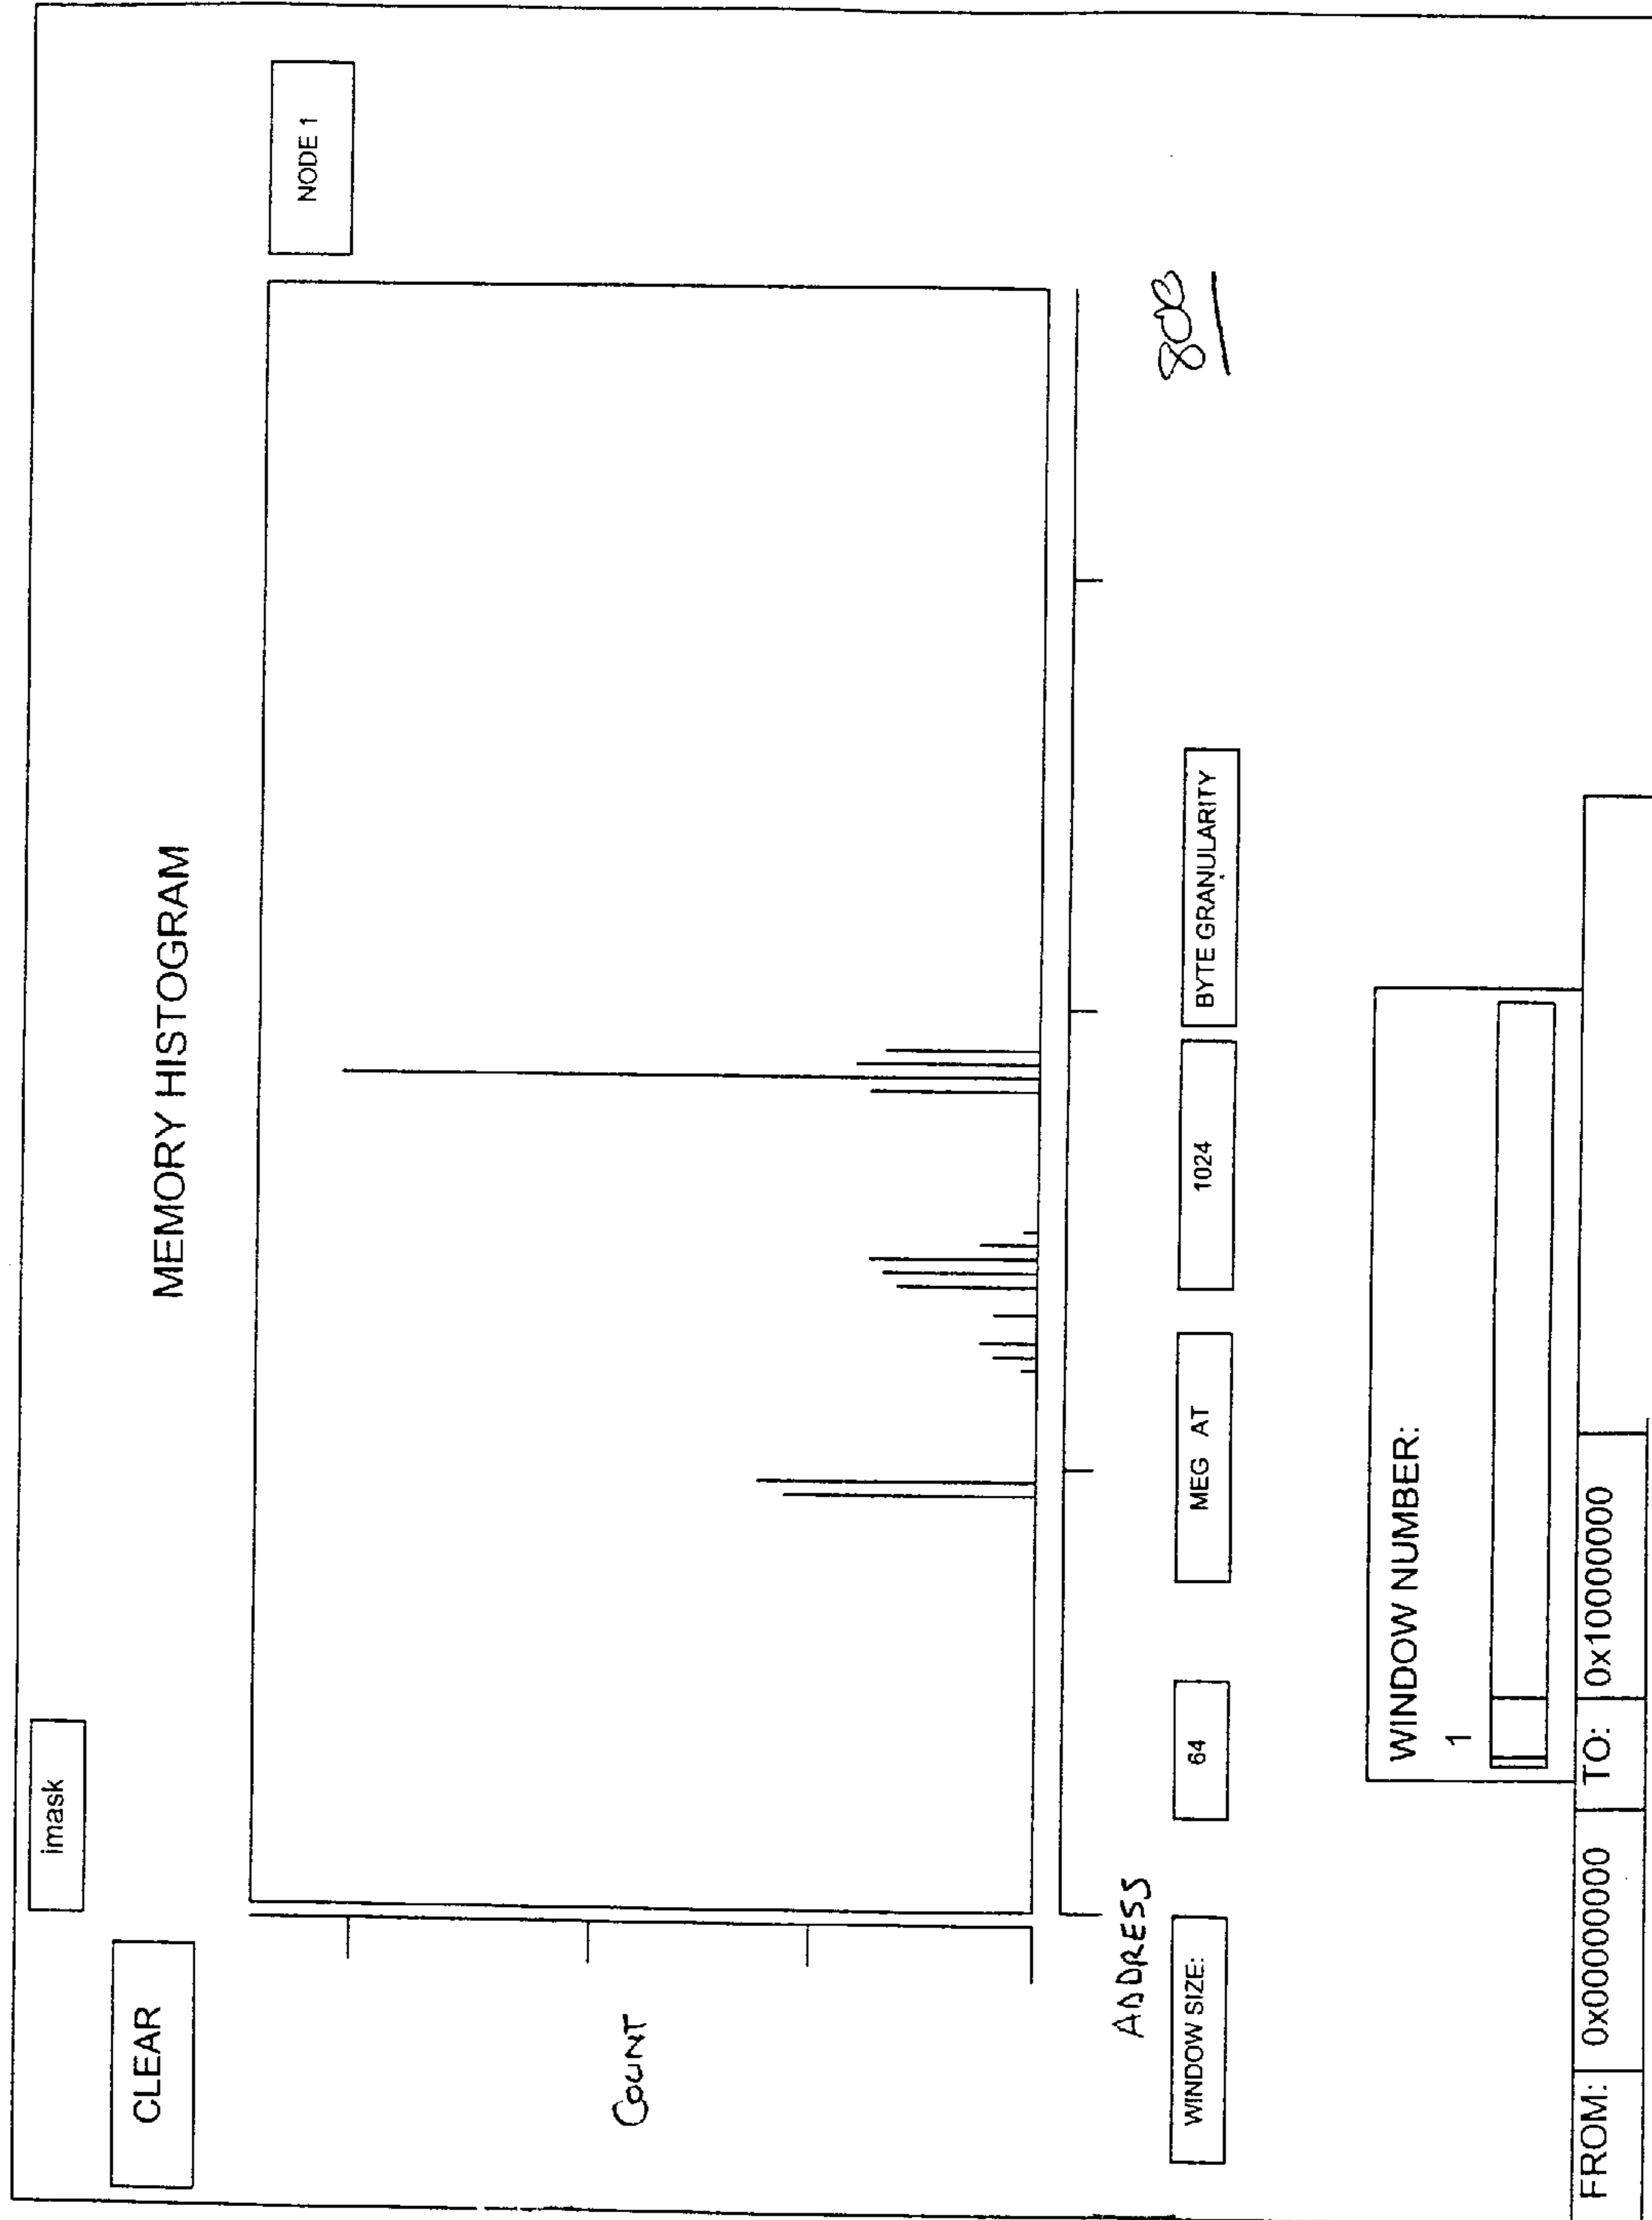 imask
CLEAR
MEMORY HISTOGRAM
NODE 1
COUNT
ADDRESS
800
WINDOW SIZE: 64 MEG AT 1024 BYTE GRANULARITY
WINDOW NUMBER:
1
FROM: 0x00000000 TO: 0x10000000